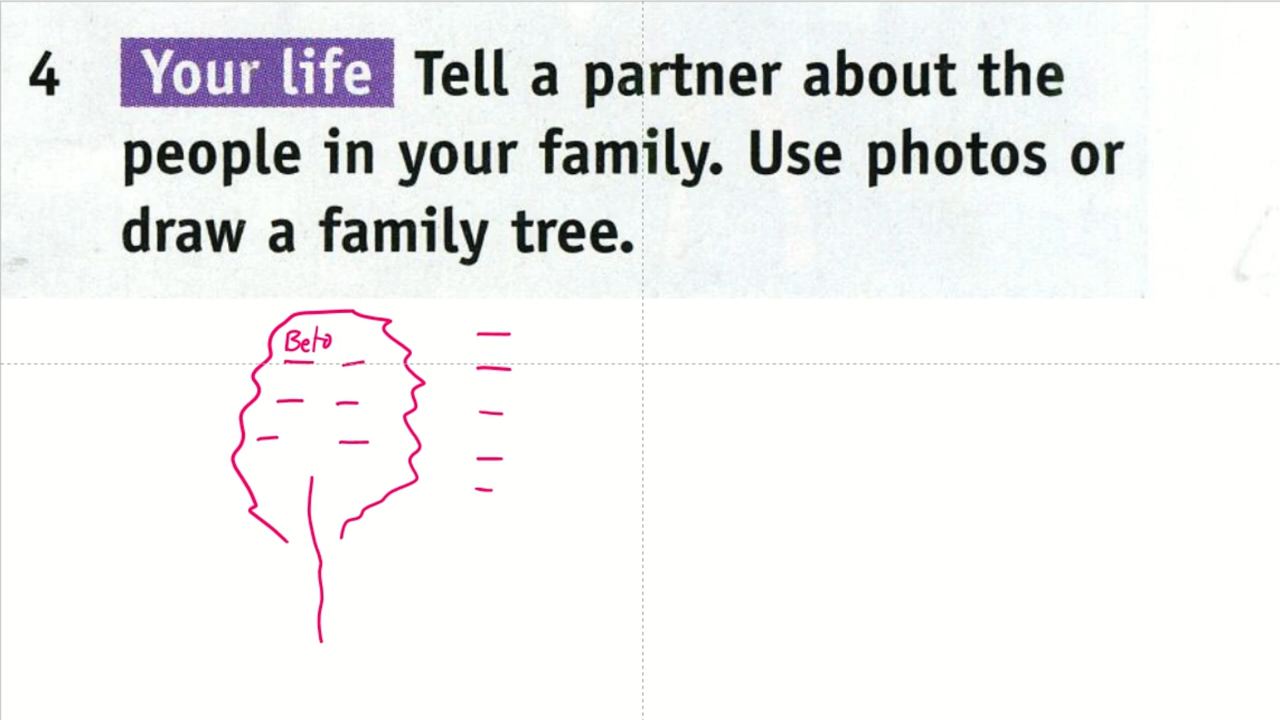 4 Your life Tell a partner about the
people in your family. Use photos or
draw a family tree.
Beto